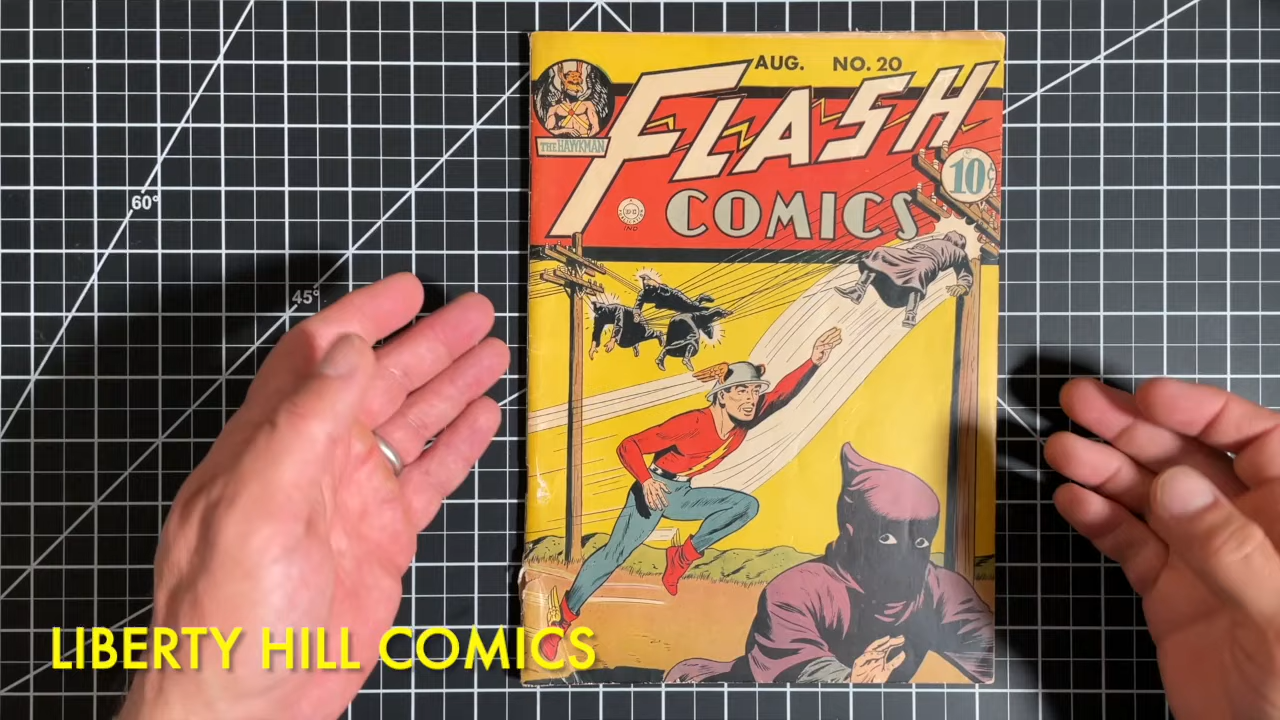 AUG. NO. 20
FLASH
THE HAWKMAN
10¢
COMICS
60°
45°
LIBERTY HILL COMICS